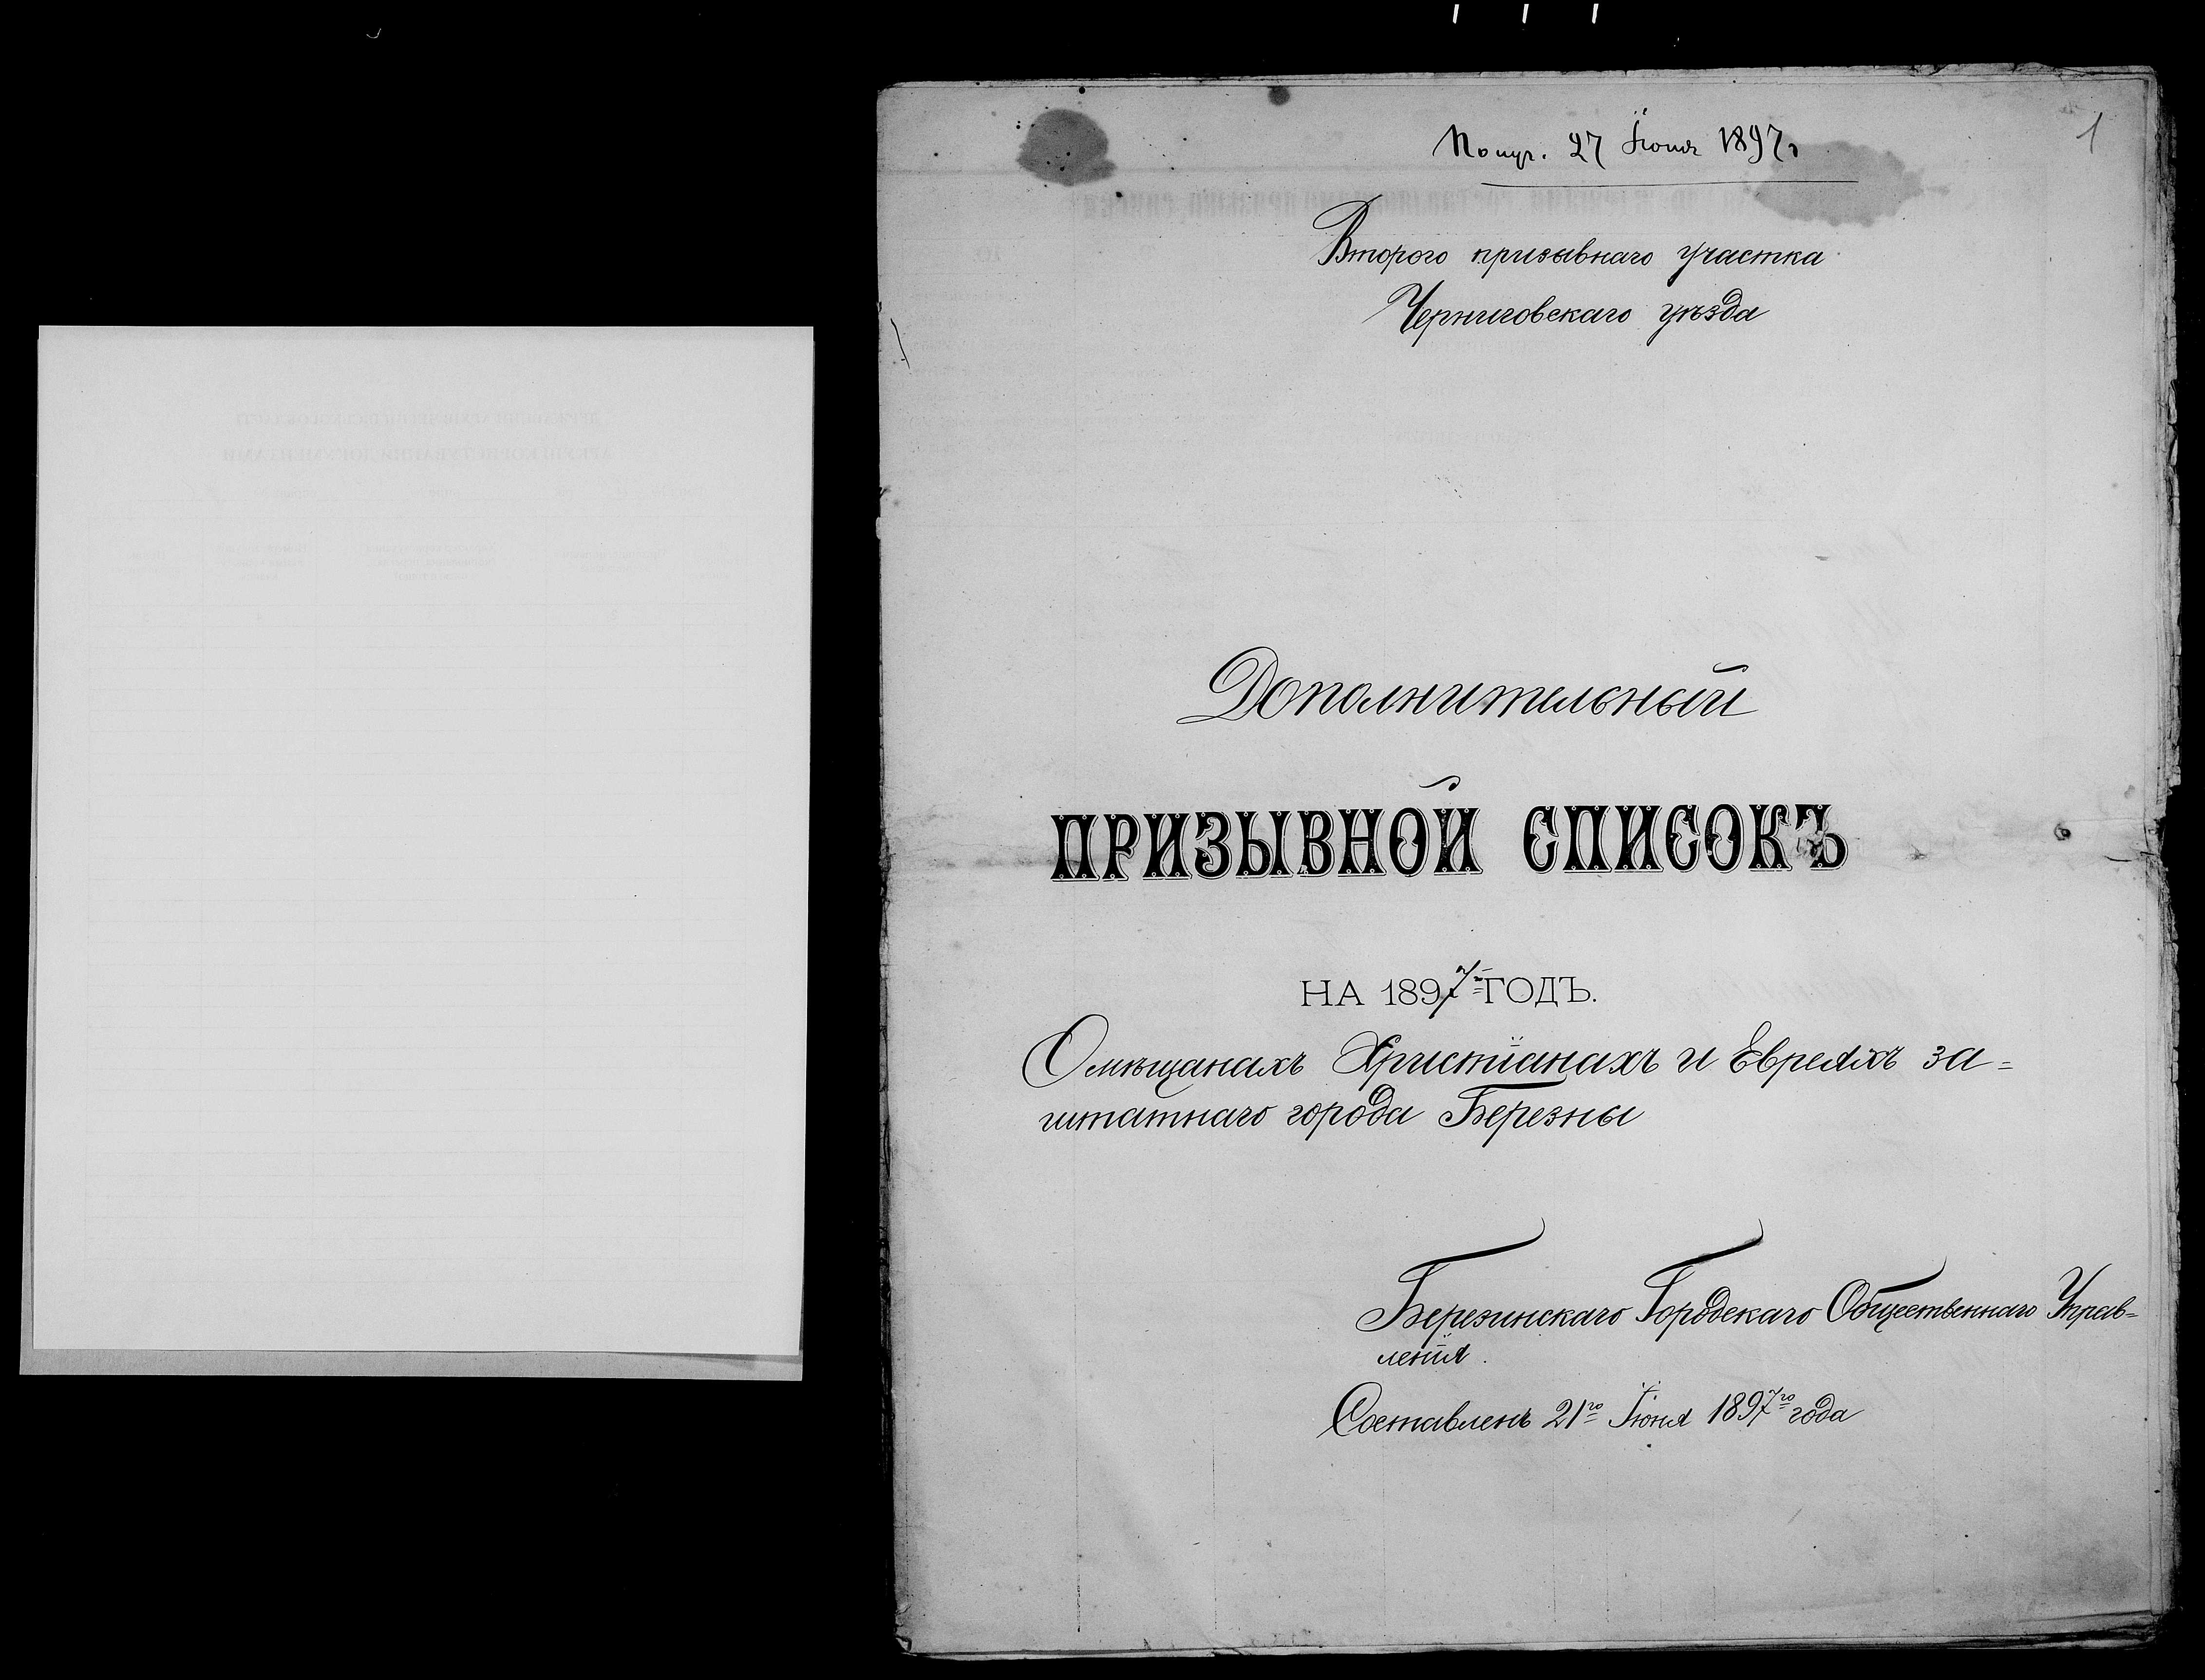 1
Получ. 27 Іюня 1897 г
Второго призывнаго участка
Черниговскаго уѣзда
Дополнительный
ПРИЗЫВНОЙ СПИСОКЪ
НА 1897й ГОДЪ.
О мѣщанахъ Христіанахъ и Евреяхъ за=
штатнаго города Березны
Березинскаго Городскаго Общественнаго Управ=
ленія.
Составленъ 21го Іюня 1897го года